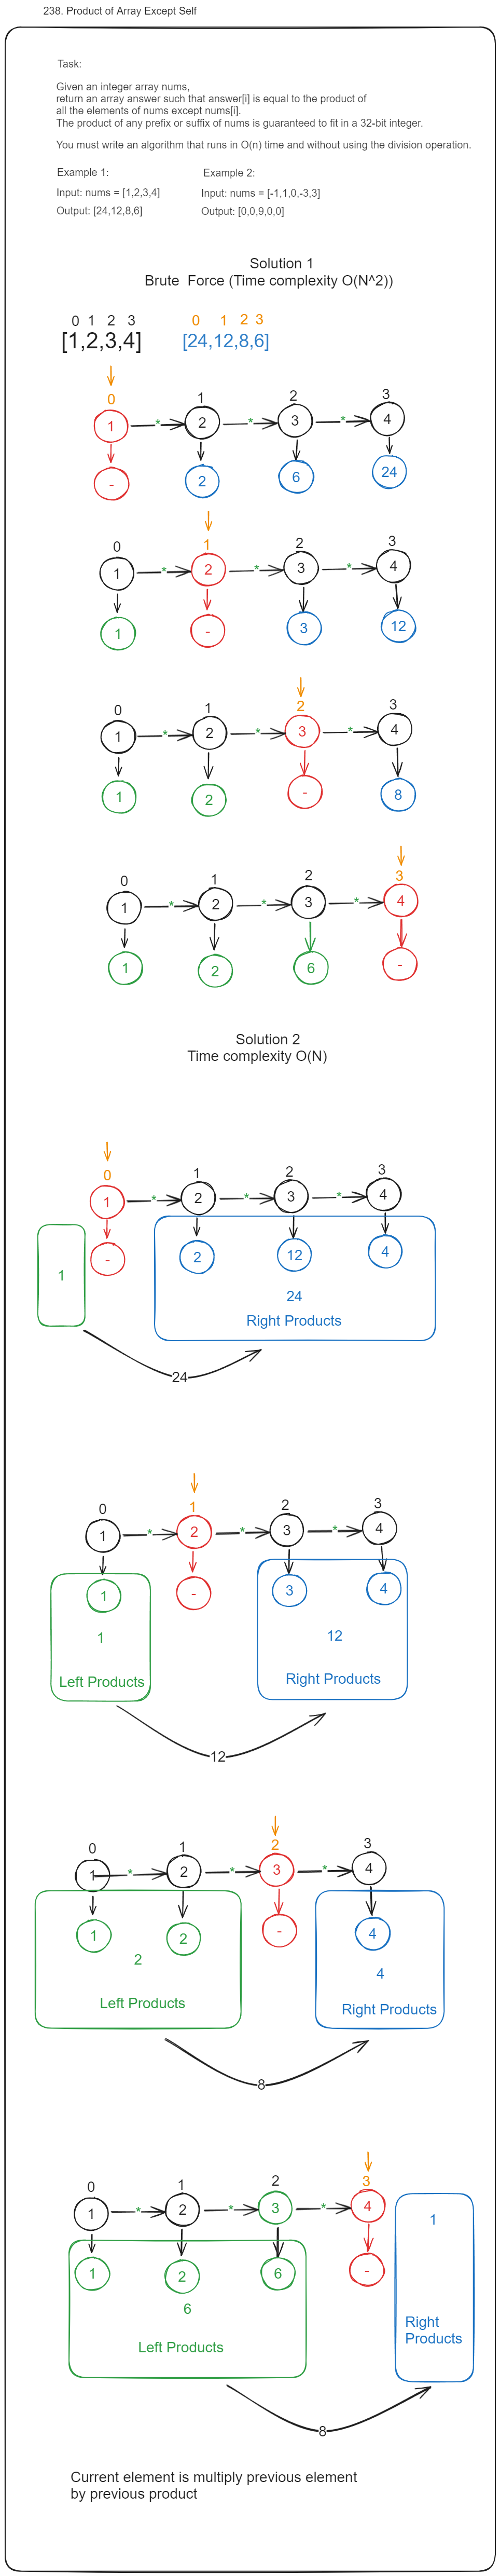 238. Product of Array Except Self
Task:
Given an integer array nums,
return an array answer such that answer[i] is equal to the product of
all the elements of nums except nums[i].
The product of any prefix or suffix of nums is guaranteed to fit in a 32-bit integer.
You must write an algorithm that runs in O(n) time and without using the division operation.
Example 1: Example 2:
Input: nums = [1,2,3,4] Input: nums = [-1,1,0,-3,3]
Output: [24,12,8,6] Output: [0,0,9,0,0]
Solution 1
Brute Force (Time complexity O(N^2))
0 1 2 3 0 1 2 3
[1,2,3,4] [24,12,8,6]
0 1 2 3
1 * 2 * 3 * 4
- 2 6 24
0 1 2 3
1 * 2 * 3 * 4
1 - 3 12
0 1 2 3
1 * 2 * 3 * 4
1 2 - 8
0 1 2 3
1 * 2 * 3 * 4
1 2 6 -
Solution 2
Time complexity O(N)
0 1 2 3
1 * 2 * 3 * 4
- 2 12 4
1 24
Right Products
24
0 1 2 3
1 * 2 * 3 * 4
1 - 3 4
1 12
Left Products Right Products
12
0 1 2 3
1 * 2 * 3 * 4
1 2 - 4
2 4
Left Products Right Products
8
0 1 2 3
1 * 2 * 3 * 4
1
1 2 6 -
6
Right
Products
Left Products
8
Current element is multiply previous element
by previous product